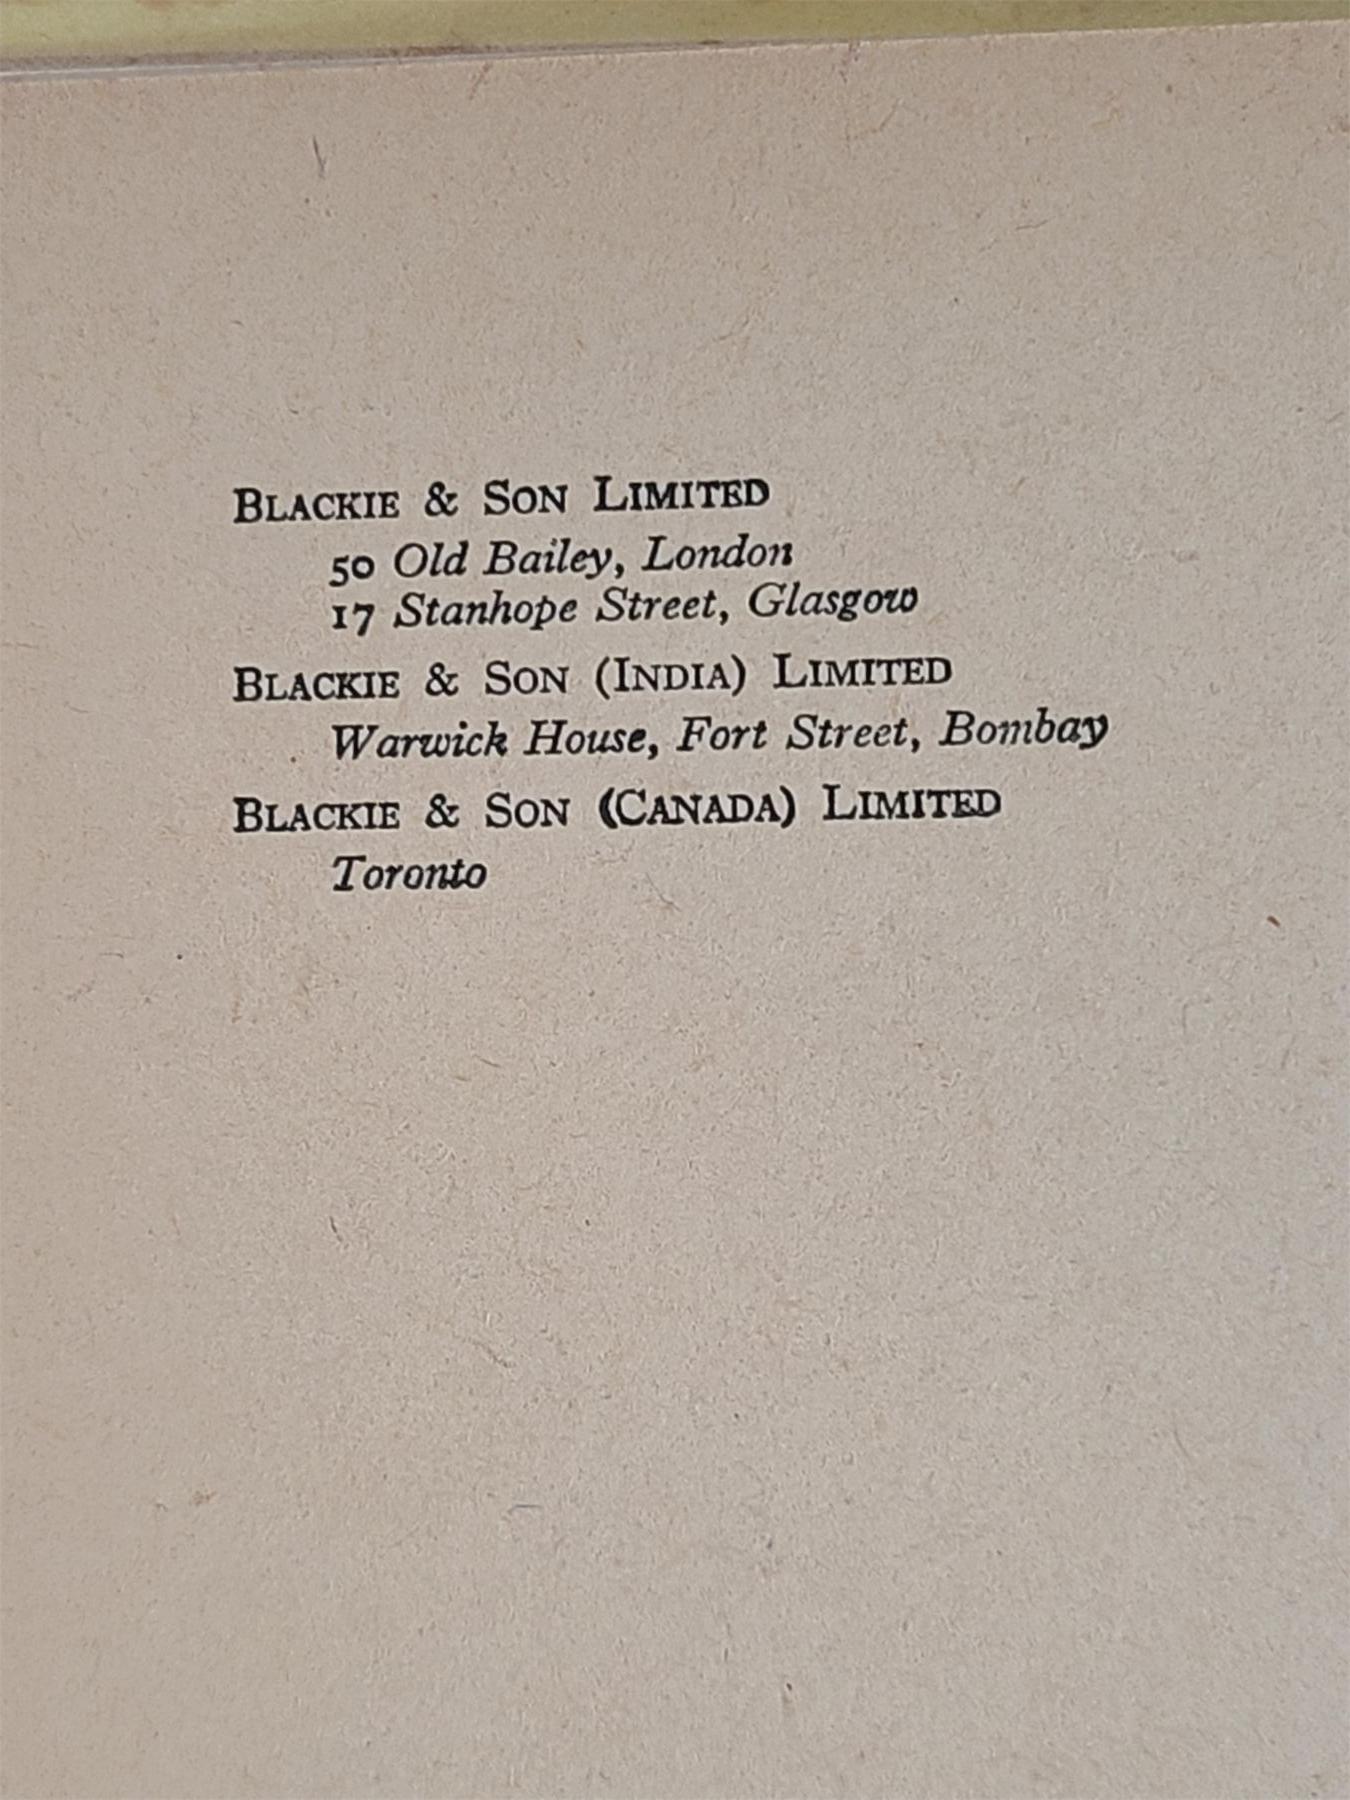 BLACKIE & SON LIMITED
50 Old Bailey, London
17 Stanhope Street, Glasgow
BLACKIE & SON (INDIA) LIMITED
Warwick House, Fort Street, Bombay
BLACKIE & SON (CANADA) LIMITED
Toronto